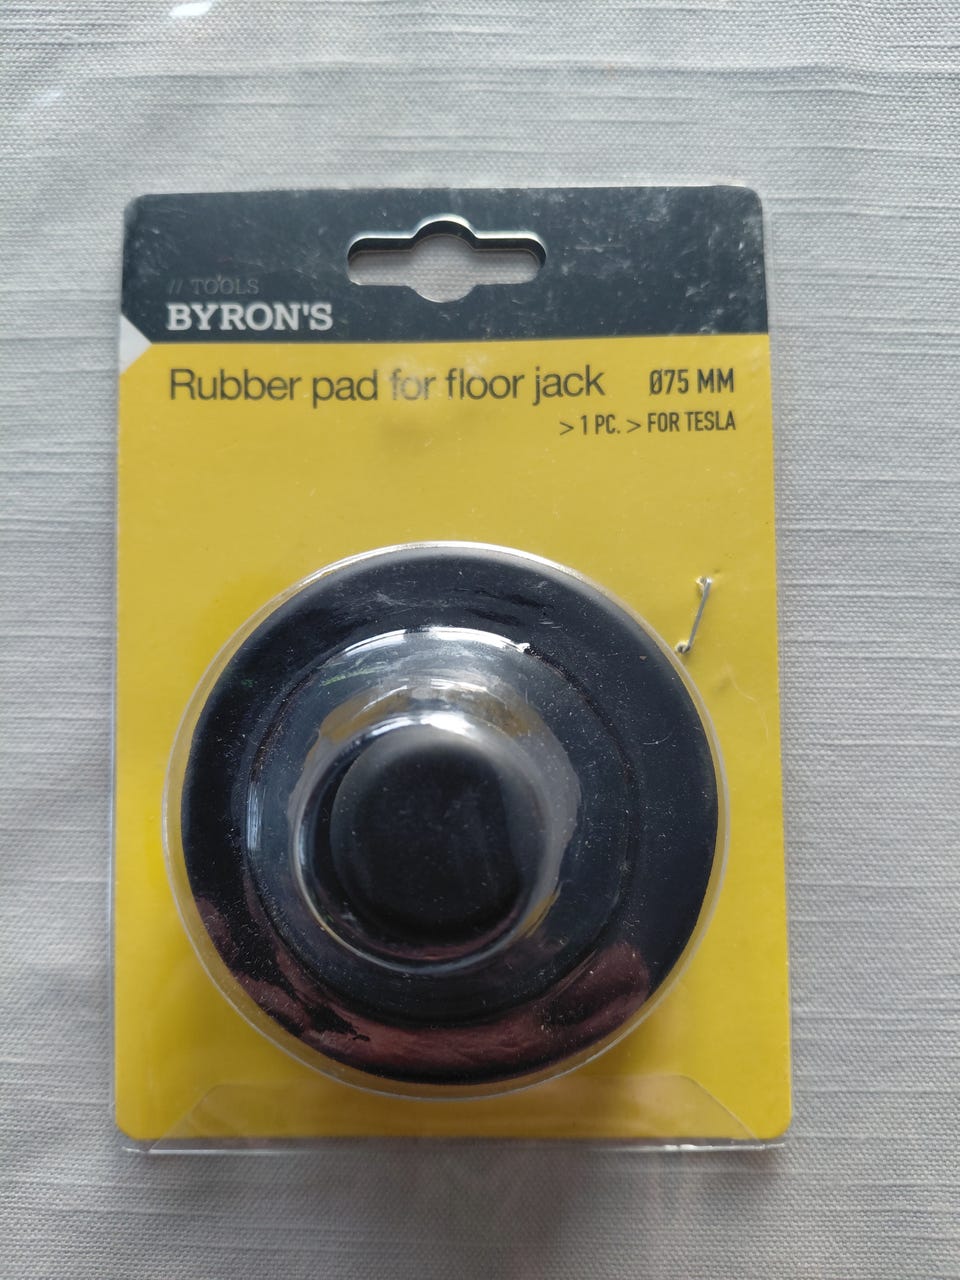 // TOOLS
BYRON'S
Rubber pad for floor jack Ø75 MM
> 1 PC. > FOR TESLA